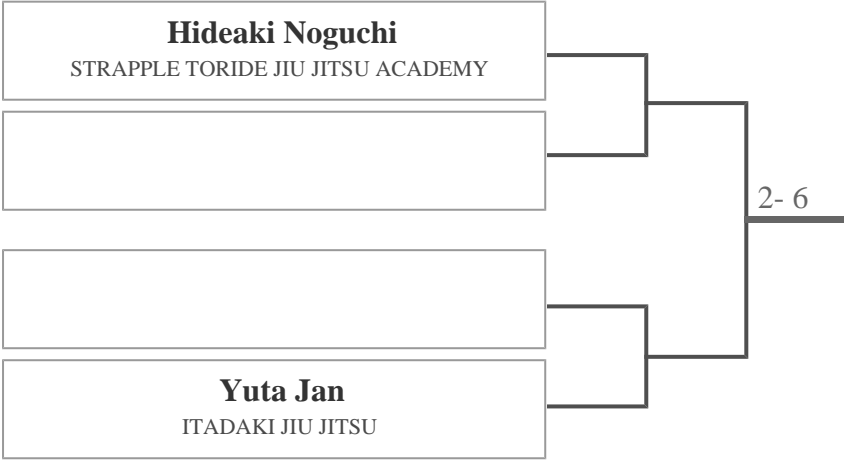 Hideaki Noguchi
STRAPPLE TORIDE JIU JITSU ACADEMY
2- 6
Yuta Jan
ITADAKI JIU JITSU